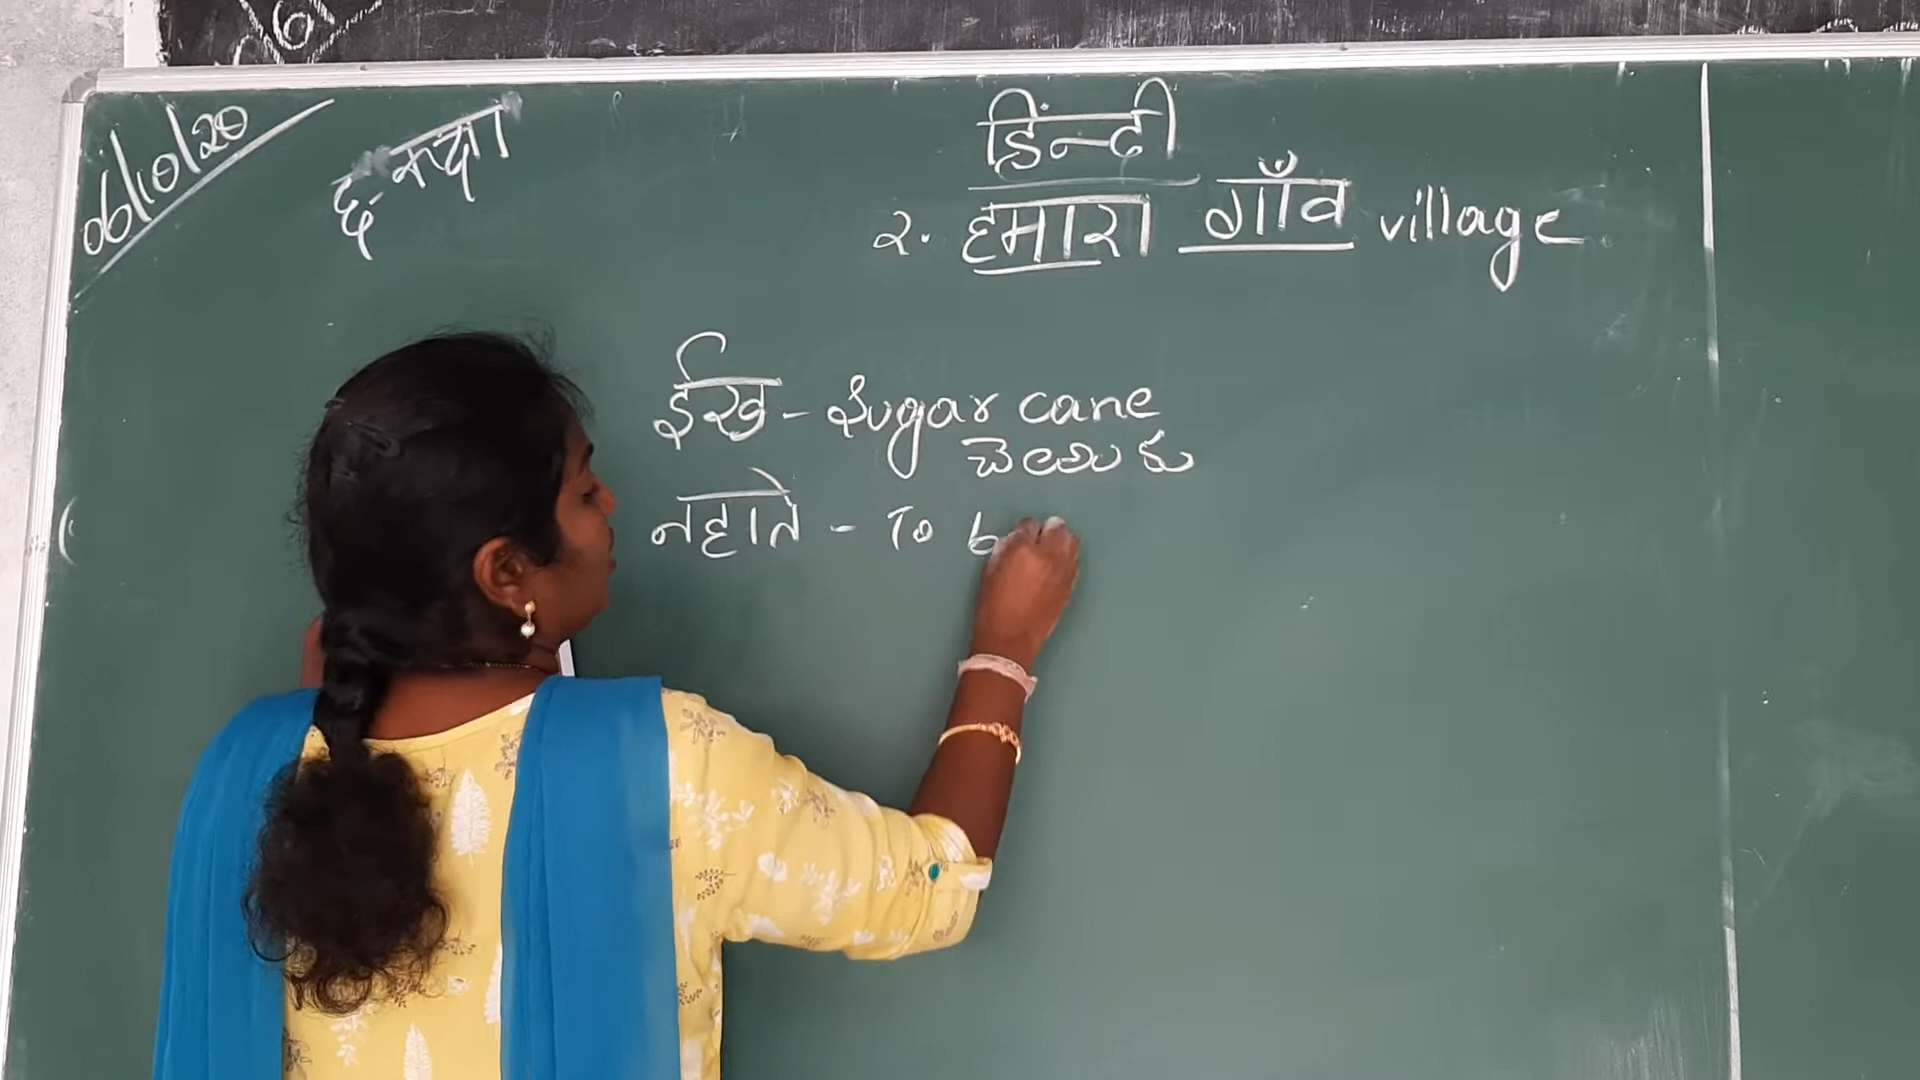 06/10/20
छः कक्षा
हिंन्दी
२. हमारा गाँव village
ईख - Sugar cane
చెఱుకు
नहाते - To b